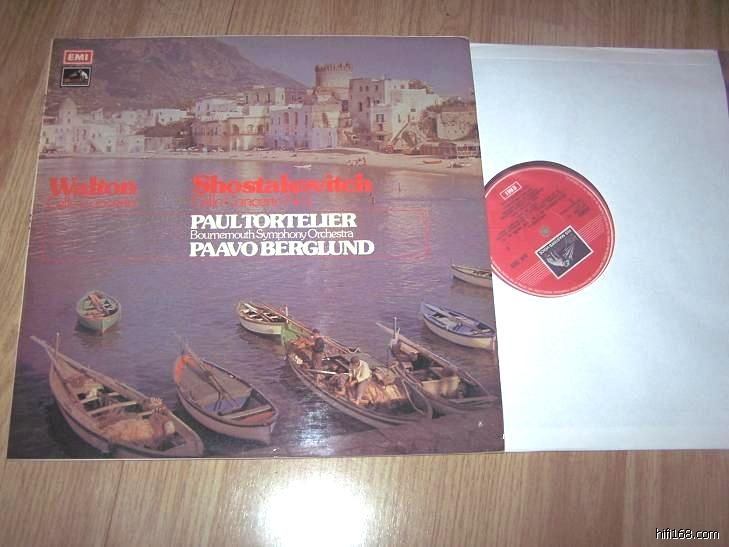 EMI
Walton
Shostakovitch
Cello Concerto
Cello Concerto No.1
PAUL TORTELIER
Bournemouth Symphony Orchestra
PAAVO BERGLUND
EMI
hifi168.com